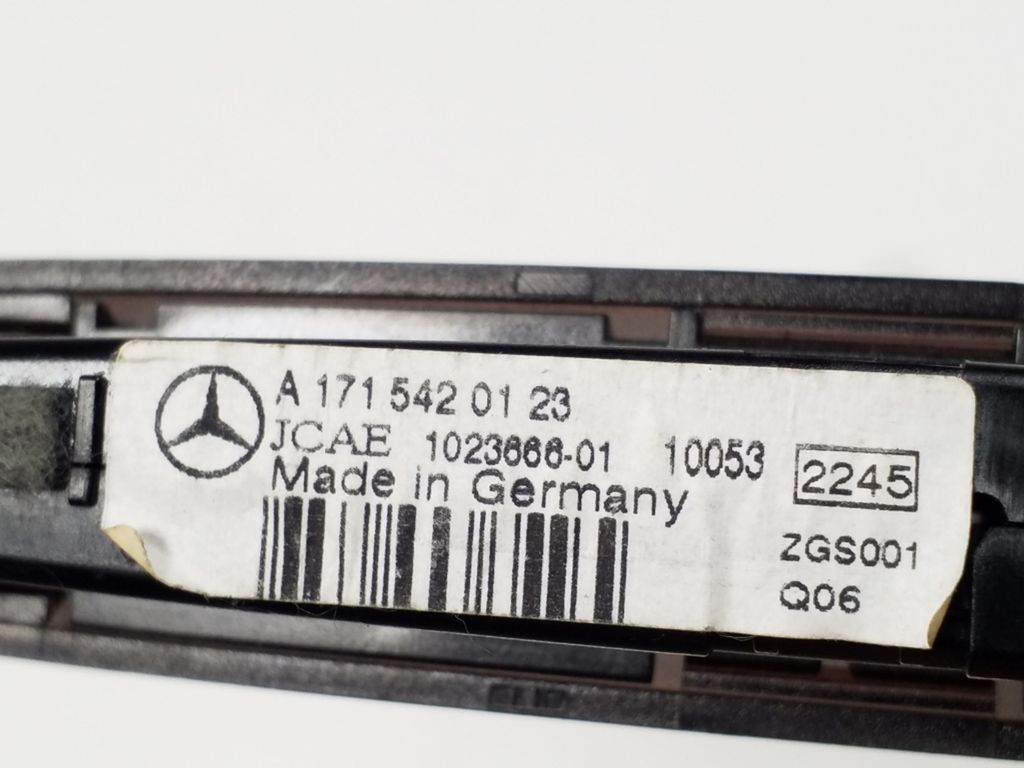 A 171 542 01 23
JCAE 1023666-01 10053 2245
Made in Germany
ZGS001
Q06